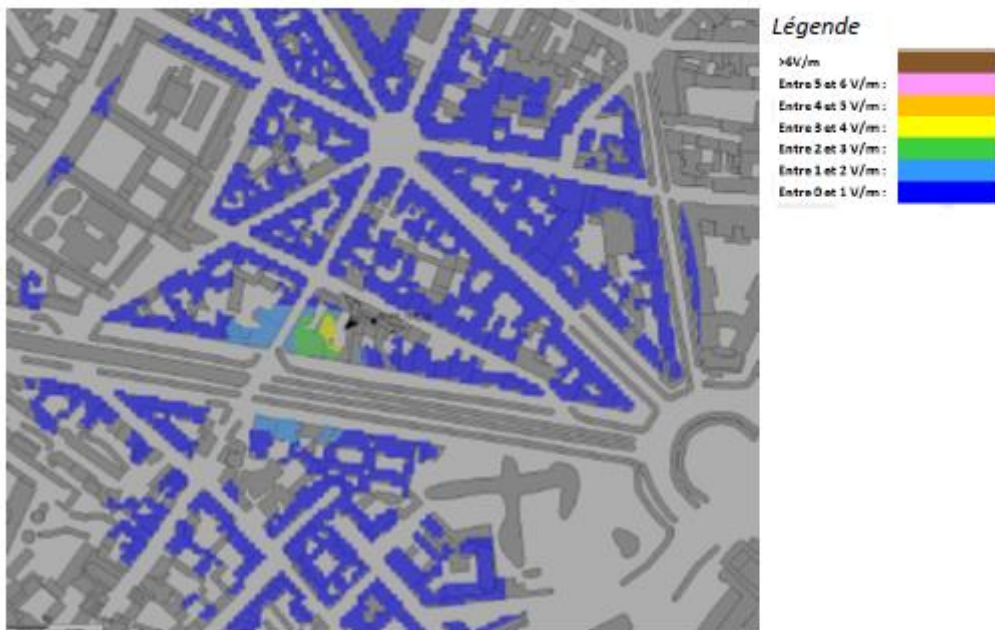 Légende
>6V/m
Entre 5 et 6 V/m :
Entre 4 et 5 V/m :
Entre 3 et 4 V/m :
Entre 2 et 3 V/m :
Entre 1 et 2 V/m :
Entre 0 et 1 V/m :